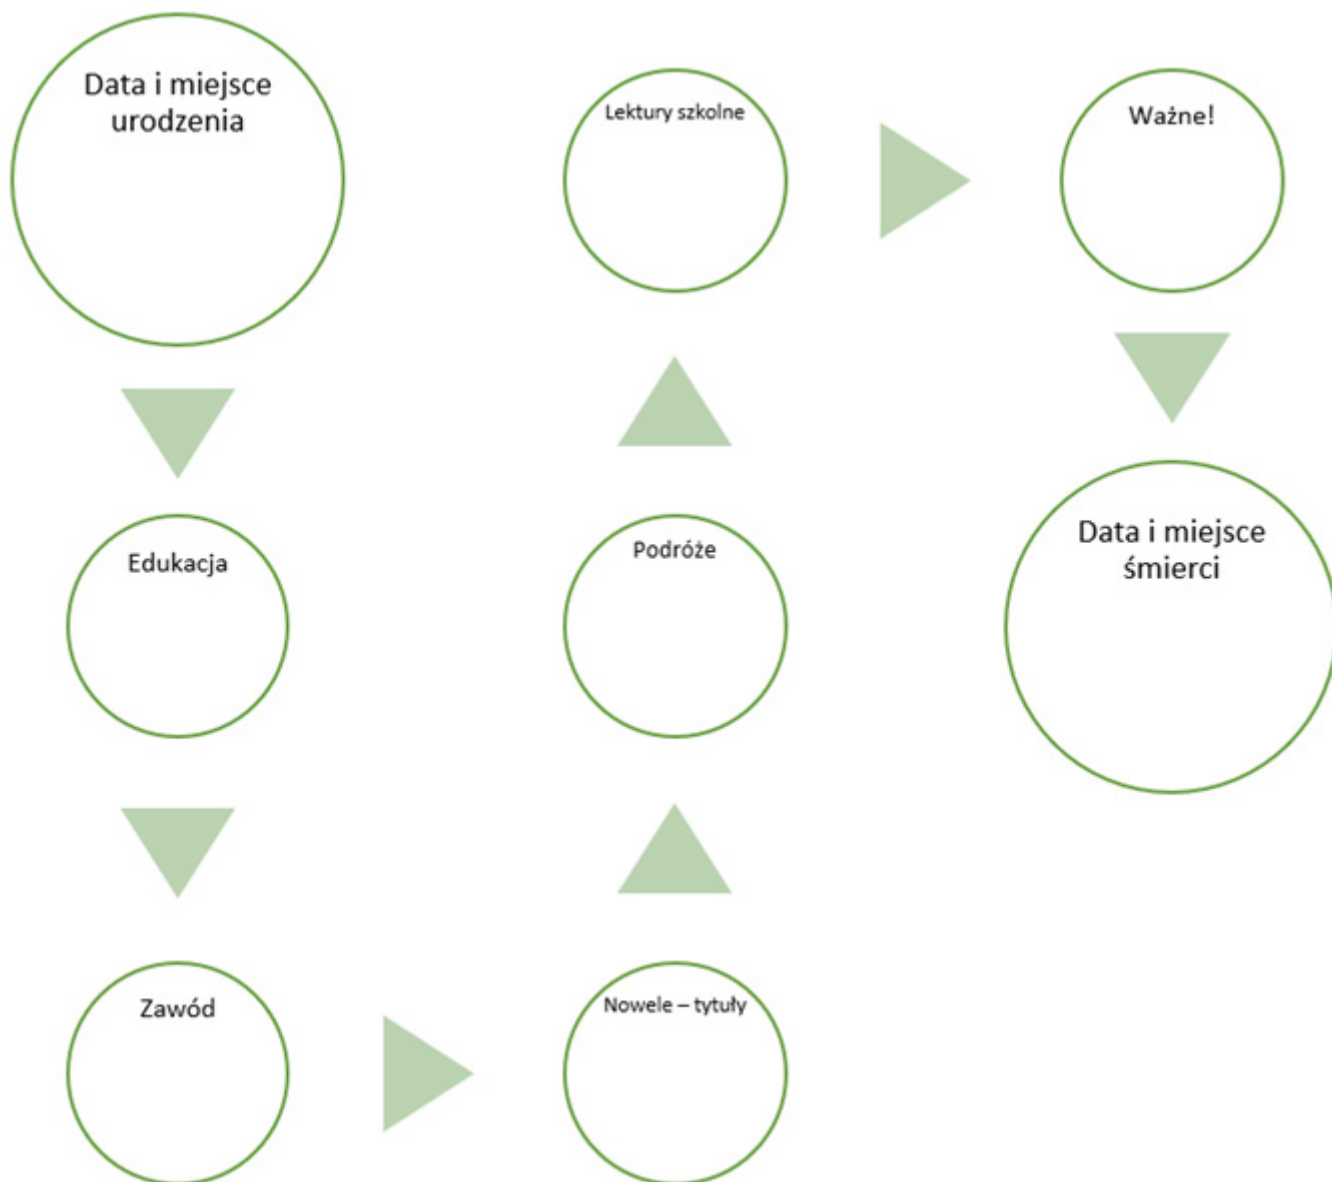 Data i miejsce
urodzenia
Edukacja
Zawód
Nowele – tytuły
Podróże
Lektury szkolne
Ważne!
Data i miejsce
śmierci